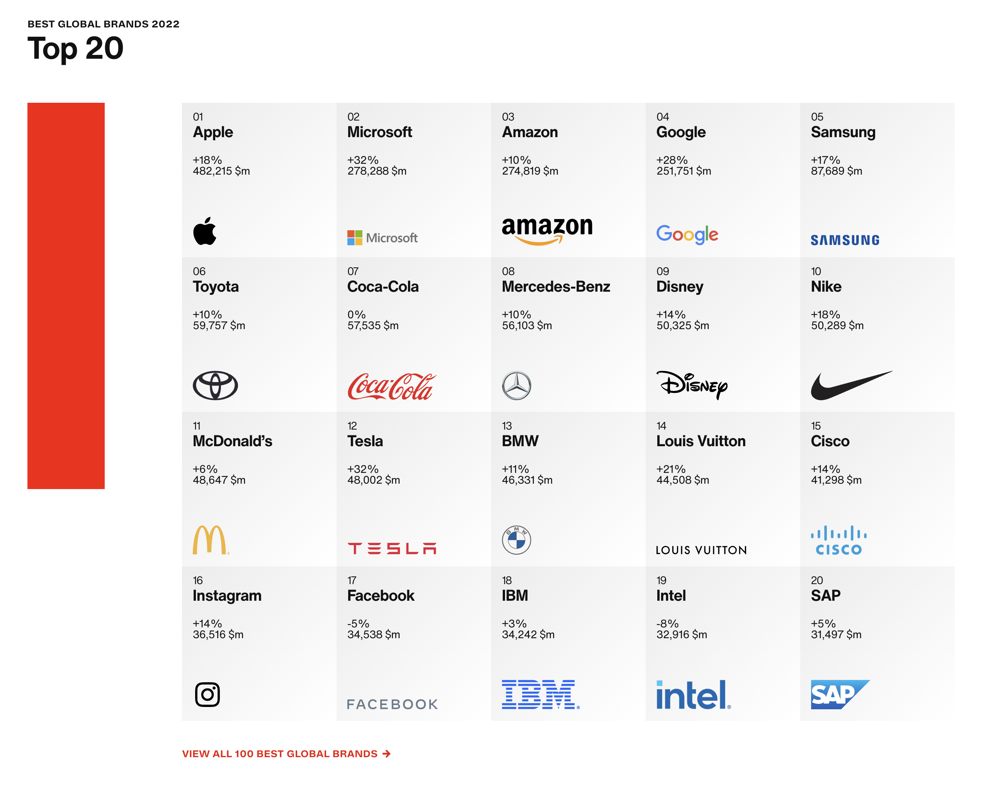 BEST GLOBAL BRANDS 2022
Top 20
01
Apple
+18%
482,215 $m
02
Microsoft
+32%
278,288 $m
Microsoft
03
Amazon
+10%
274,819 $m
amazon
04
Google
+28%
251,751 $m
Google
05
Samsung
+17%
87,689 $m
SAMSUNG
06
Toyota
+10%
59,757 $m
07
Coca-Cola
0%
57,535 $m
Coca-Cola
08
Mercedes-Benz
+10%
56,103 $m
09
Disney
+14%
50,325 $m
Disney
10
Nike
+18%
50,289 $m
11
McDonald’s
+6%
48,647 $m
®
12
Tesla
+32%
48,002 $m
TESLA
13
BMW
+11%
46,331 $m
BMW
14
Louis Vuitton
+21%
44,508 $m
LOUIS VUITTON
15
Cisco
+14%
41,298 $m
CISCO
16
Instagram
+14%
36,516 $m
17
Facebook
-5%
34,538 $m
FACEBOOK
18
IBM
+3%
34,242 $m
IBM®
19
Intel
-8%
32,916 $m
intel®
20
SAP
+5%
31,497 $m
SAP
VIEW ALL 100 BEST GLOBAL BRANDS →